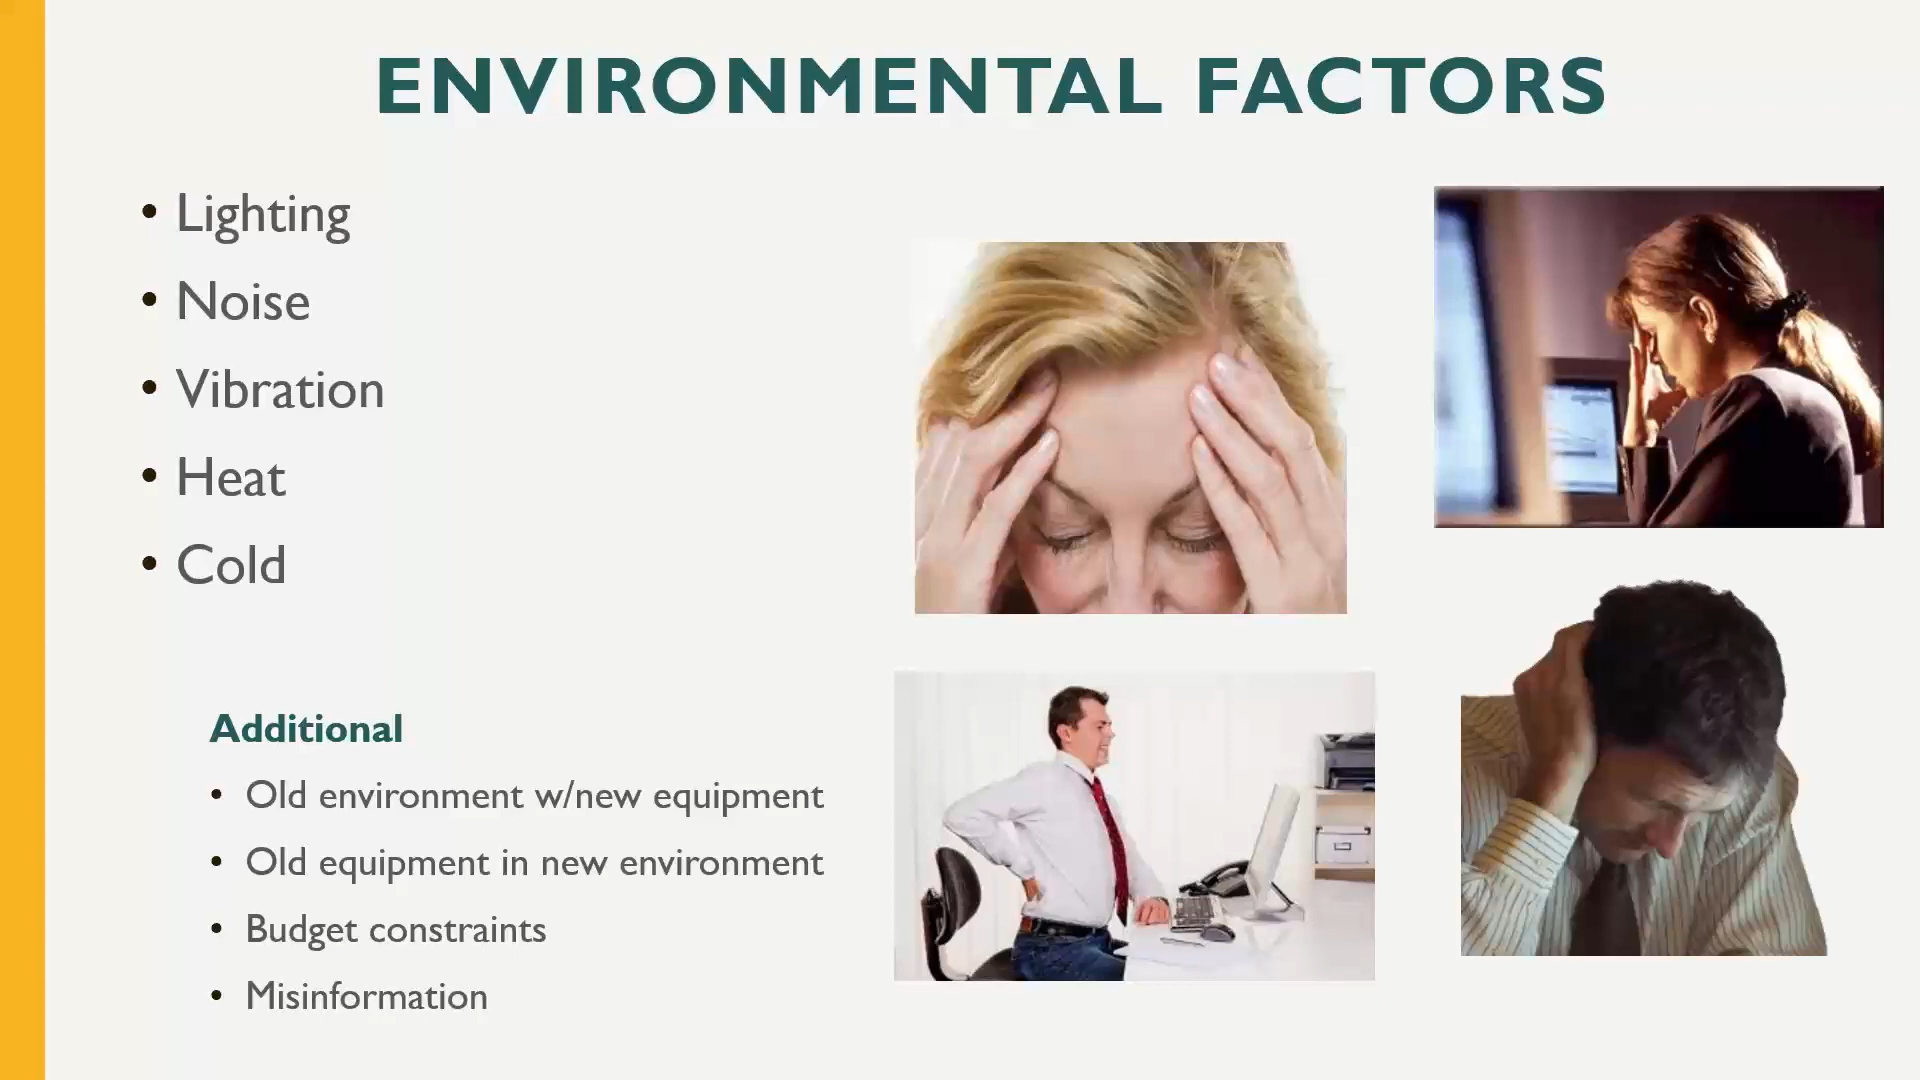 ENVIRONMENTAL FACTORS
• Lighting
• Noise
• Vibration
• Heat
• Cold
Additional
• Old environment w/new equipment
• Old equipment in new environment
• Budget constraints
• Misinformation